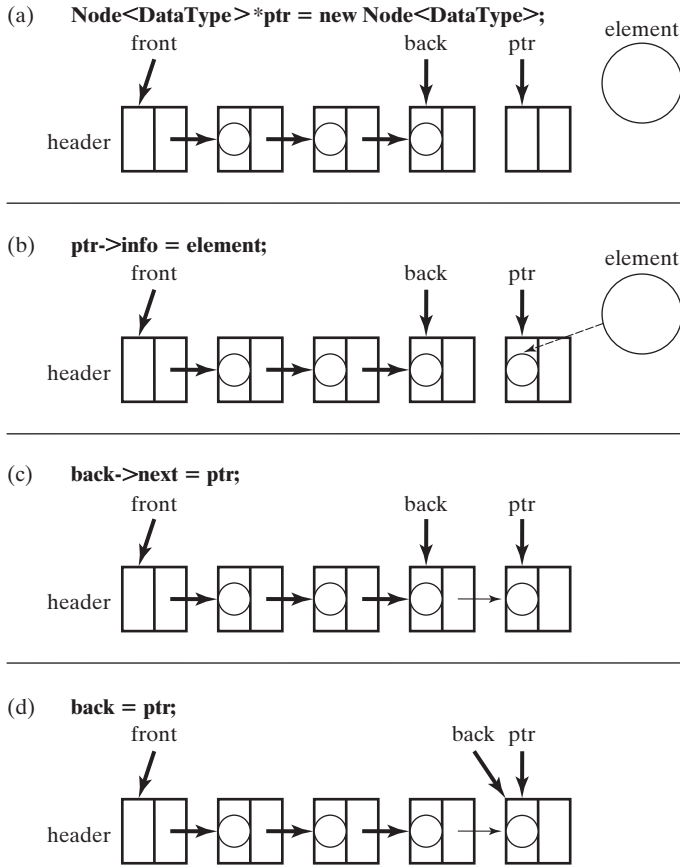 (a) Node<DataType>*ptr = new Node<DataType>;
element
front back ptr
header
(b) ptr->info = element;
element
front back ptr
header
(c) back->next = ptr;
front back ptr
header
(d) back = ptr;
front back ptr
header